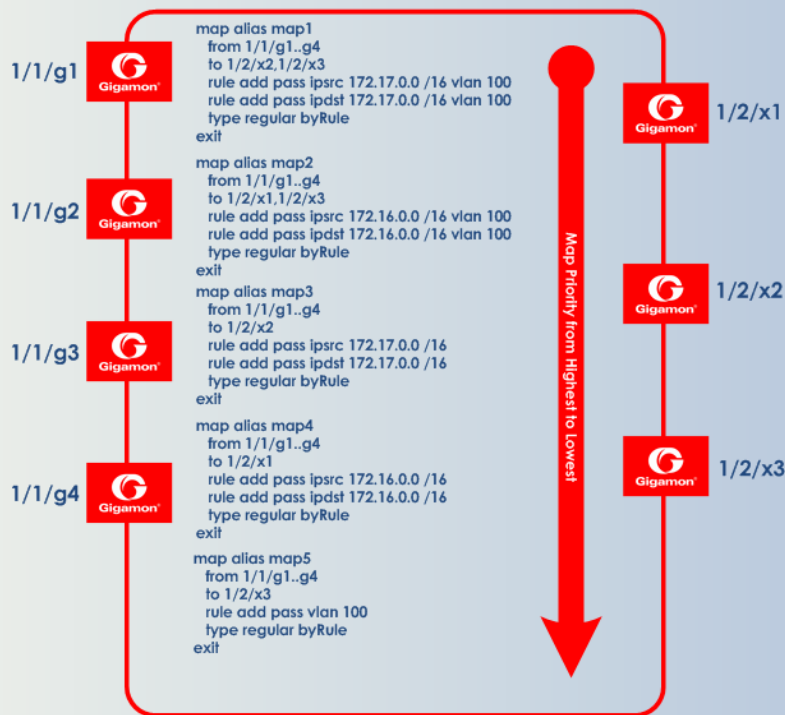 1/1/g1
Gigamon®
1/1/g2
Gigamon®
1/1/g3
Gigamon®
1/1/g4
Gigamon®
map alias map1
from 1/1/g1..g4
to 1/2/x2,1/2/x3
rule add pass ipsrc 172.17.0.0 /16 vlan 100
rule add pass ipdst 172.17.0.0 /16 vlan 100
type regular byRule
exit
map alias map2
from 1/1/g1..g4
to 1/2/x1,1/2/x3
rule add pass ipsrc 172.16.0.0 /16 vlan 100
rule add pass ipdst 172.16.0.0 /16 vlan 100
type regular byRule
exit
map alias map3
from 1/1/g1..g4
to 1/2/x2
rule add pass ipsrc 172.17.0.0 /16
rule add pass ipdst 172.17.0.0 /16
type regular byRule
exit
map alias map4
from 1/1/g1..g4
to 1/2/x1
rule add pass ipsrc 172.16.0.0 /16
rule add pass ipdst 172.16.0.0 /16
type regular byRule
exit
map alias map5
from 1/1/g1..g4
to 1/2/x3
rule add pass vlan 100
type regular byRule
exit
Map Priority from Highest to Lowest
Gigamon®
1/2/x1
Gigamon®
1/2/x2
Gigamon®
1/2/x3